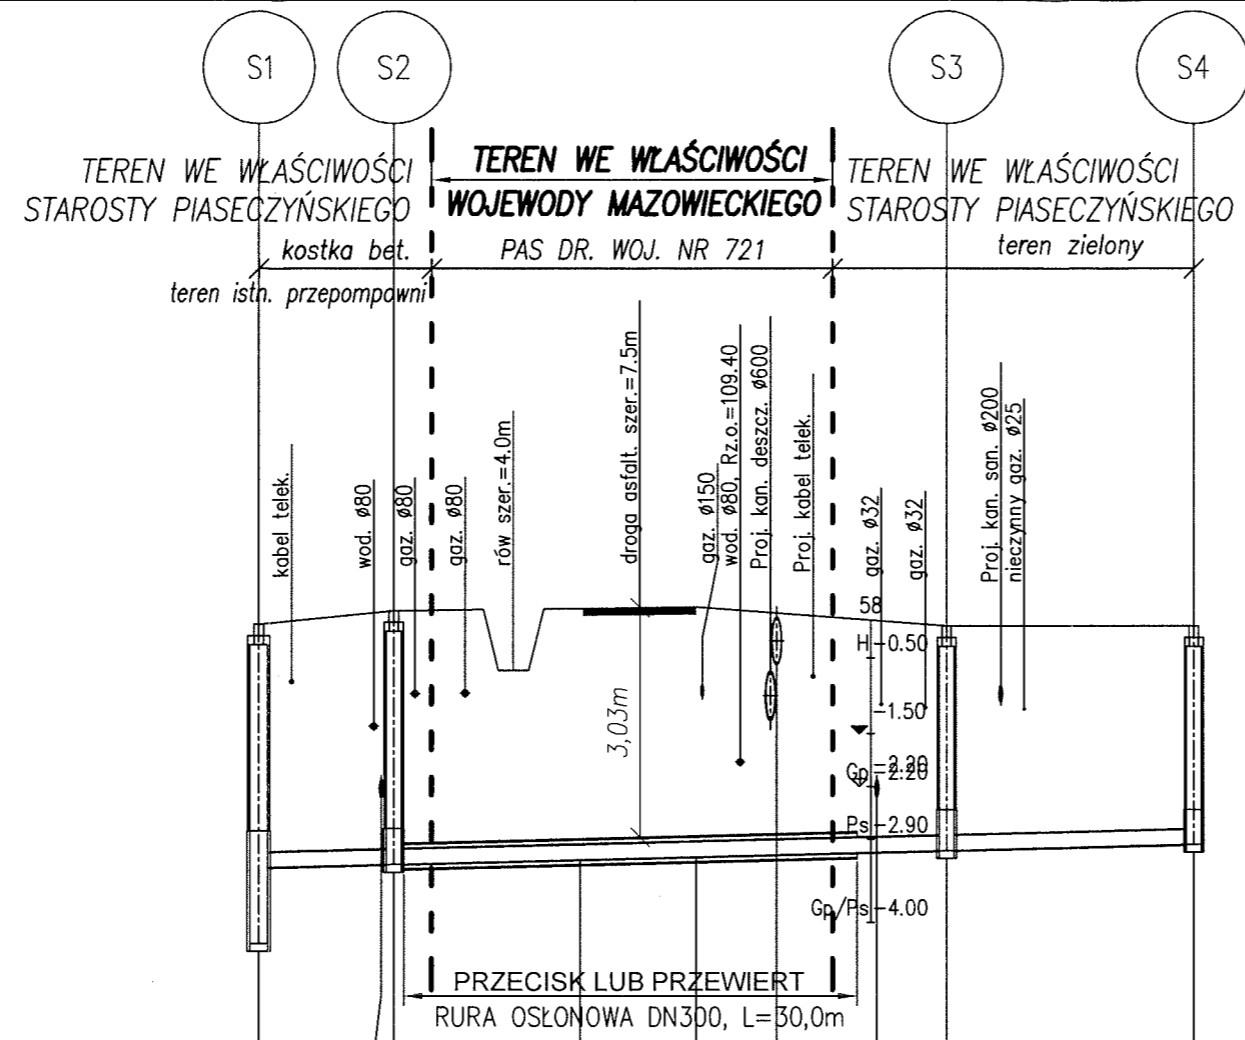 S1
S2
S3
S4
TEREN WE WŁAŚCIWOŚCI
STAROSTY PIASECZYŃSKIEGO
TEREN WE WŁAŚCIWOŚCI
WOJEWODY MAZOWIECKIEGO
TEREN WE WŁAŚCIWOŚCI
STAROSTY PIASECZYŃSKIEGO
kostka bet.
PAS DR. WOJ. NR 721
teren zielony
teren istn. przepompowni
kabel telek.
wod. ø80
gaz. ø80
gaz. ø80
rów szer.=4.0m
droga asfalt. szer.=7.5m
gaz. ø150
wod. ø80, Rz.o.=109.40
Proj. kan. deszcz. ø600
Proj. kabel telek.
gaz. ø32
gaz. ø32
Proj. kan. san. ø200
nieczynny gaz. ø25
58
H 0.50
1.50
3,03m
2.20
Gp 2.20
Ps 2.90
Gp/Ps 4.00
PRZECISK LUB PRZEWIERT
RURA OSŁONOWA DN300, L=30,0m